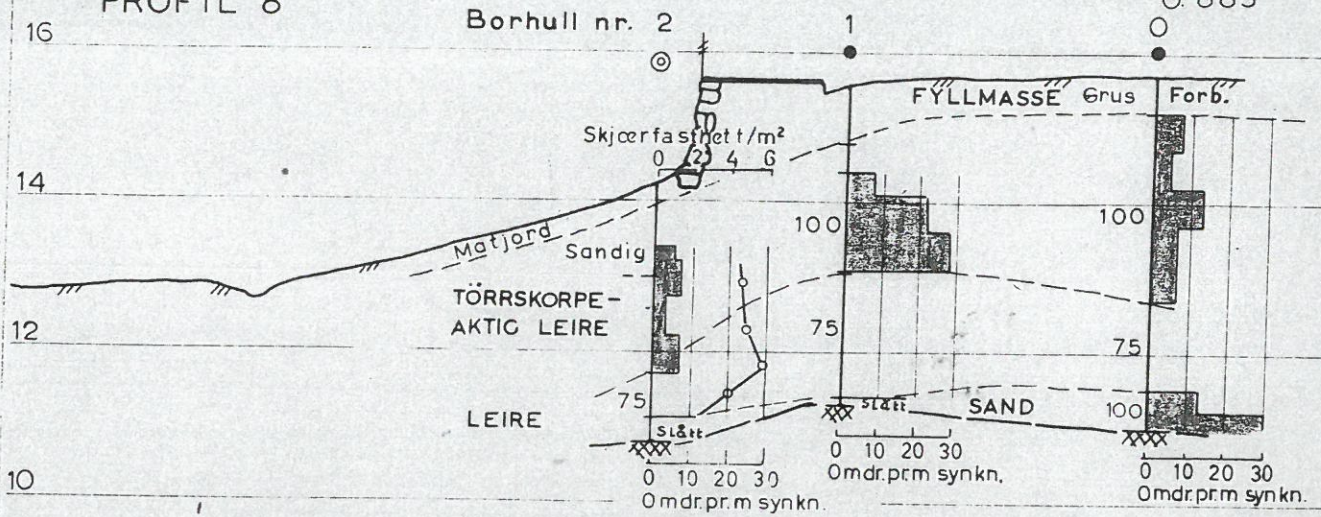 PROFIL 8
Borhull nr. 2 1 0
16
FYLLMASSE Grus Forb.
Skjærfasthet t/m²
0 2 4 6
14
100 100
Matjord
Sandig
TÖRRSKORPE-
AKTIG LEIRE
12
75 75
LEIRE
75 Slått Slått SAND 100
0 10 20 30
Omdr.pr.m synkn.
0 10 20 30
Omdr.pr.m synkn.
0 10 20 30
Omdr.pr.m synkn.
10